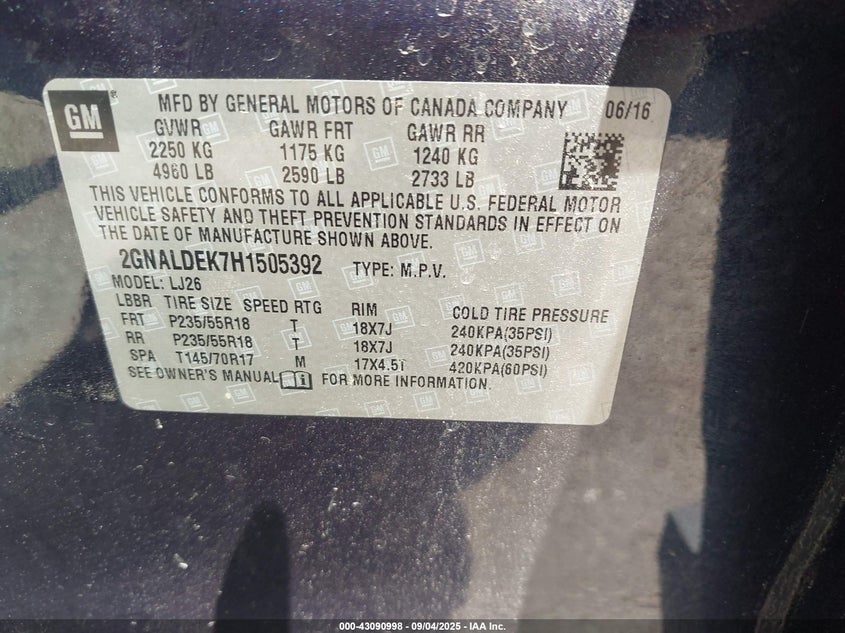 GM
MFD BY GENERAL MOTORS OF CANADA COMPANY 06/16
GVWR GAWR FRT GAWR RR
2250 KG 1175 KG 1240 KG
4960 LB 2590 LB 2733 LB
THIS VEHICLE CONFORMS TO ALL APPLICABLE U.S. FEDERAL MOTOR
VEHICLE SAFETY AND THEFT PREVENTION STANDARDS IN EFFECT ON
THE DATE OF MANUFACTURE SHOWN ABOVE.
2GNALDEK7H1505392 TYPE: M.P.V.
MODEL: LJ26
LBBR TIRE SIZE SPEED RTG RIM COLD TIRE PRESSURE
FRT P235/55R18 T 18X7J 240KPA(35PSI)
RR P235/55R18 T 18X7J 240KPA(35PSI)
SPA T145/70R17 M 17X4.5T 420KPA(60PSI)
SEE OWNER'S MANUAL FOR MORE INFORMATION.
000-43090998 - 09/04/2025 - IAA Inc.